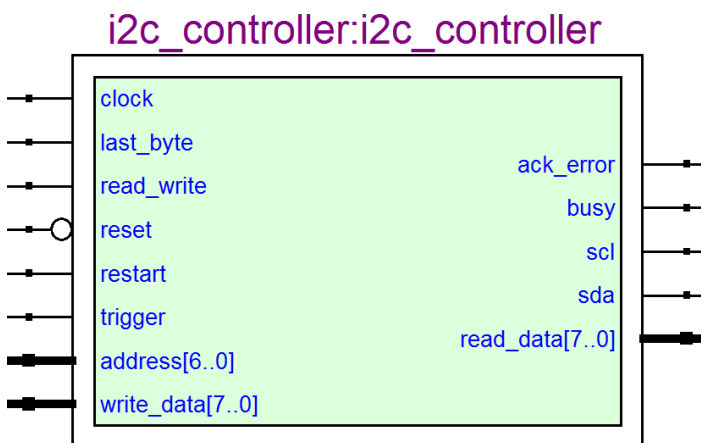 i2c_controller:i2c_controller
clock
last_byte
read_write
reset
restart
trigger
address[6..0]
write_data[7..0]
ack_error
busy
scl
sda
read_data[7..0]